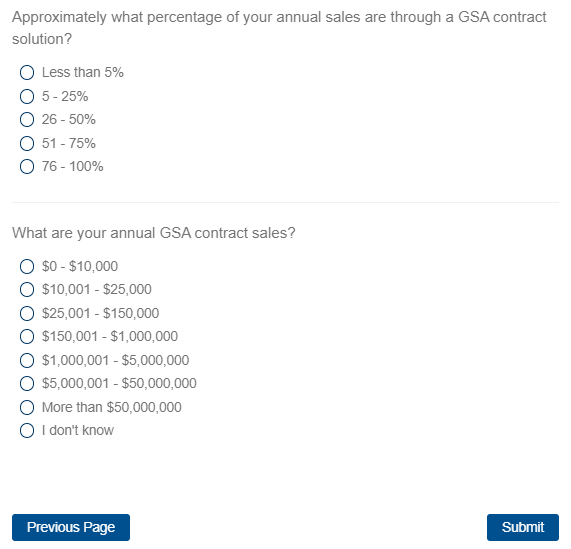 Approximately what percentage of your annual sales are through a GSA contract
solution?
Less than 5%
5 - 25%
26 - 50%
51 - 75%
76 - 100%
What are your annual GSA contract sales?
$0 - $10,000
$10,001 - $25,000
$25,001 - $150,000
$150,001 - $1,000,000
$1,000,001 - $5,000,000
$5,000,001 - $50,000,000
More than $50,000,000
I don't know
Previous Page
Submit